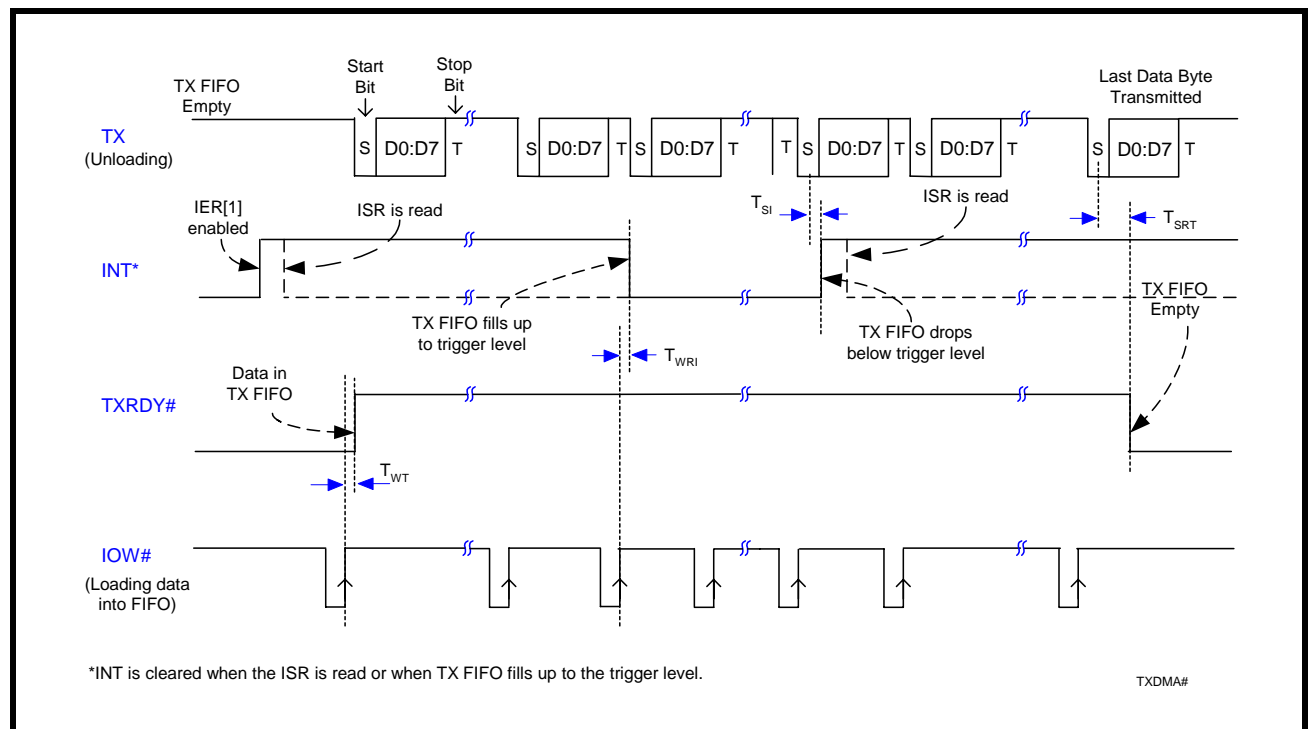 TX FIFO
Empty
Start
Bit
Stop
Bit
Last Data Byte
Transmitted
TX
(Unloading)
S D0:D7 S D0:D7 T S D0:D7 T T S D0:D7 T S D0:D7 T S D0:D7 T
IER[1]
enabled
ISR is read
TSI
ISR is read
TSRT
INT*
TX FIFO fills up
to trigger level
TX FIFO drops
below trigger level
TX FIFO
Empty
TWRI
Data in
TX FIFO
TXRDY#
TWT
IOW#
(Loading data
into FIFO)
*INT is cleared when the ISR is read or when TX FIFO fills up to the trigger level.
TXDMA#